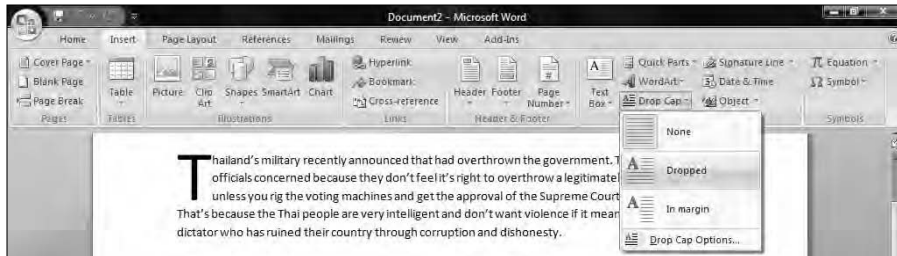 Document2 - Microsoft Word
Home Insert Page Layout References Mailings Review View Add-Ins
Cover Page
Blank Page
Page Break
Pages
Table
Tables
Picture Clip Art Shapes SmartArt Chart
Illustrations
Hyperlink
Bookmark
Cross-reference
Links
Header Footer Page Number
Header & Footer
A
Text Box
Quick Parts
WordArt
Drop Cap
Signature Line
Date & Time
Object
π Equation
Ω Symbol
Symbols
None
Dropped
In margin
Drop Cap Options...
Thailand's military recently announced that had overthrown the government. T
officials concerned because they don't feel it's right to overthrow a legitimate
unless you rig the voting machines and get the approval of the Supreme Court
That's because the Thai people are very intelligent and don't want violence if it mean
dictator who has ruined their country through corruption and dishonesty.